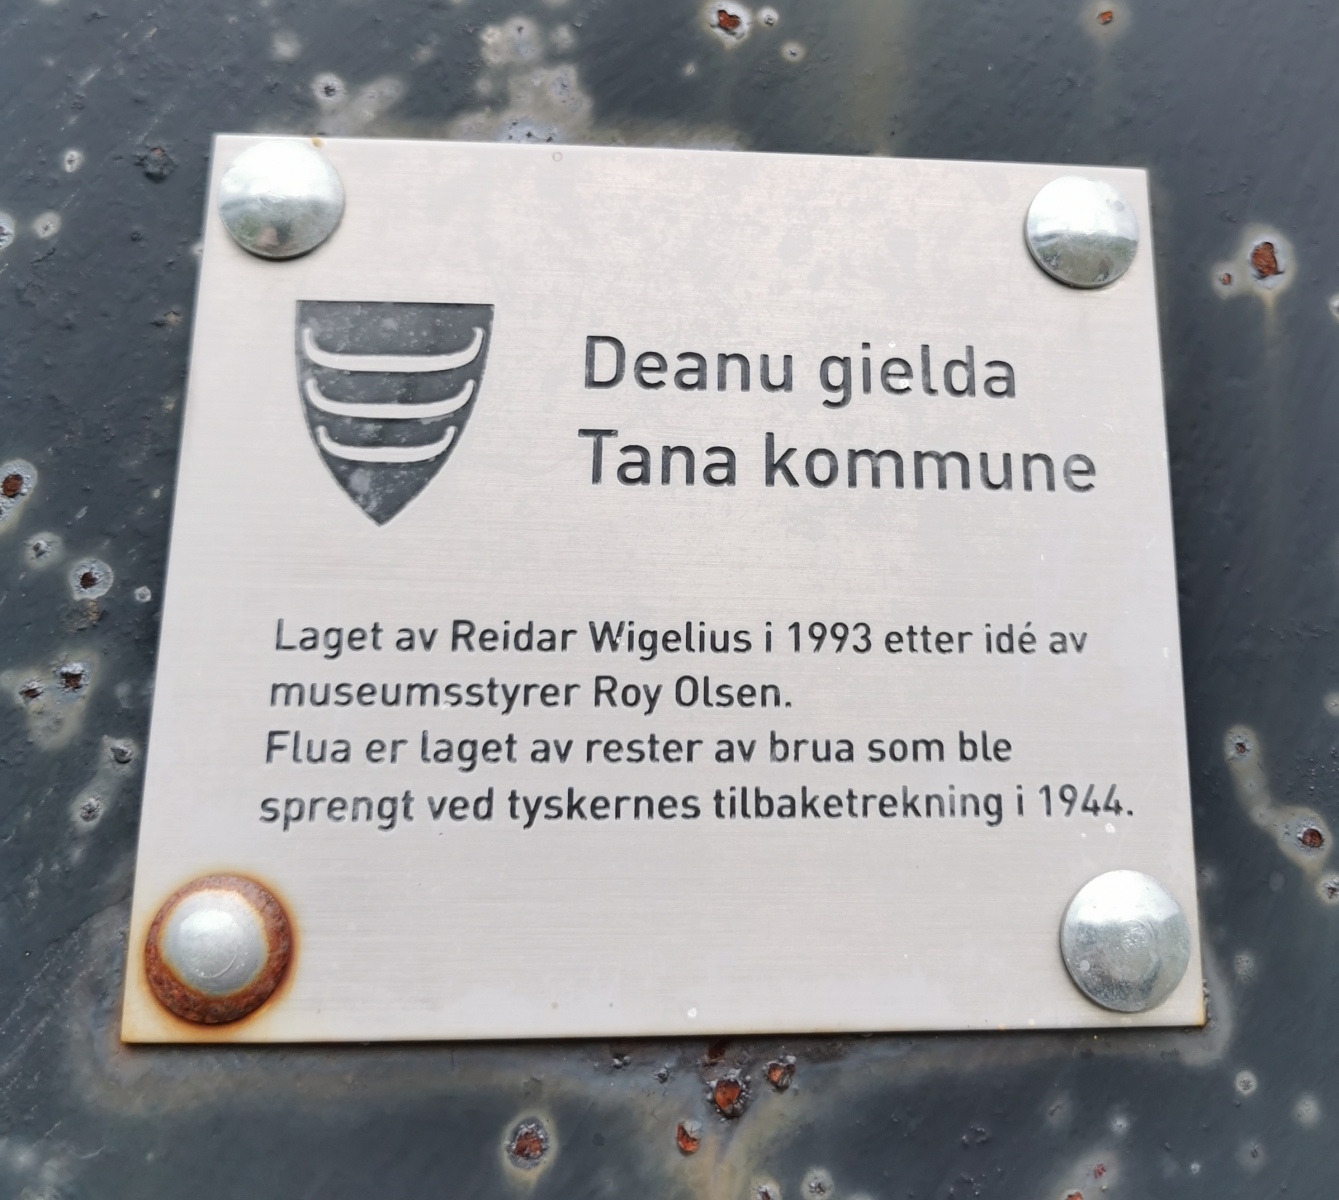 Deanu gielda
Tana kommune
Laget av Reidar Wigelius i 1993 etter idé av
museumsstyrer Roy Olsen.
Flua er laget av rester av brua som ble
sprengt ved tyskernes tilbaketrekning i 1944.